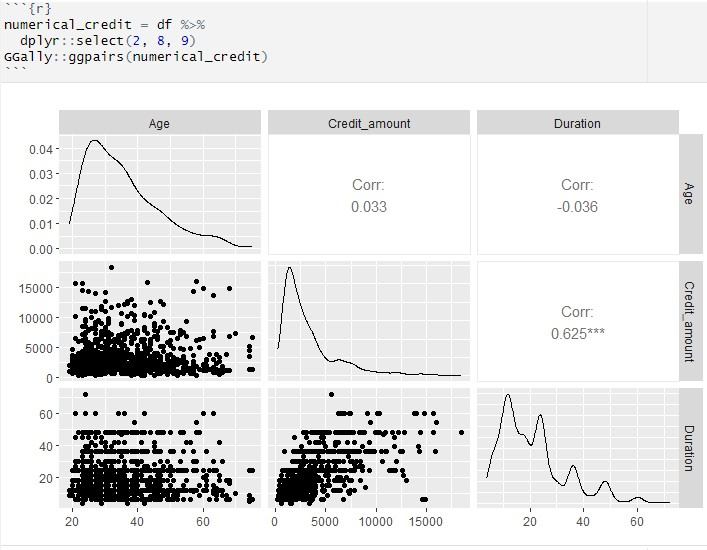 ```{r}
numerical_credit = df %>%
  dplyr::select(2, 8, 9)
GGally::ggpairs(numerical_credit)
```
Age Credit_amount Duration
0.04
0.03
0.02
0.01
0.00
Corr:
0.033
Corr:
-0.036
Age
15000
10000
5000
0
Corr:
0.625***
Credit_amount
60
40
20
Duration
20 40 60 0 5000 10000 15000 20 40 60